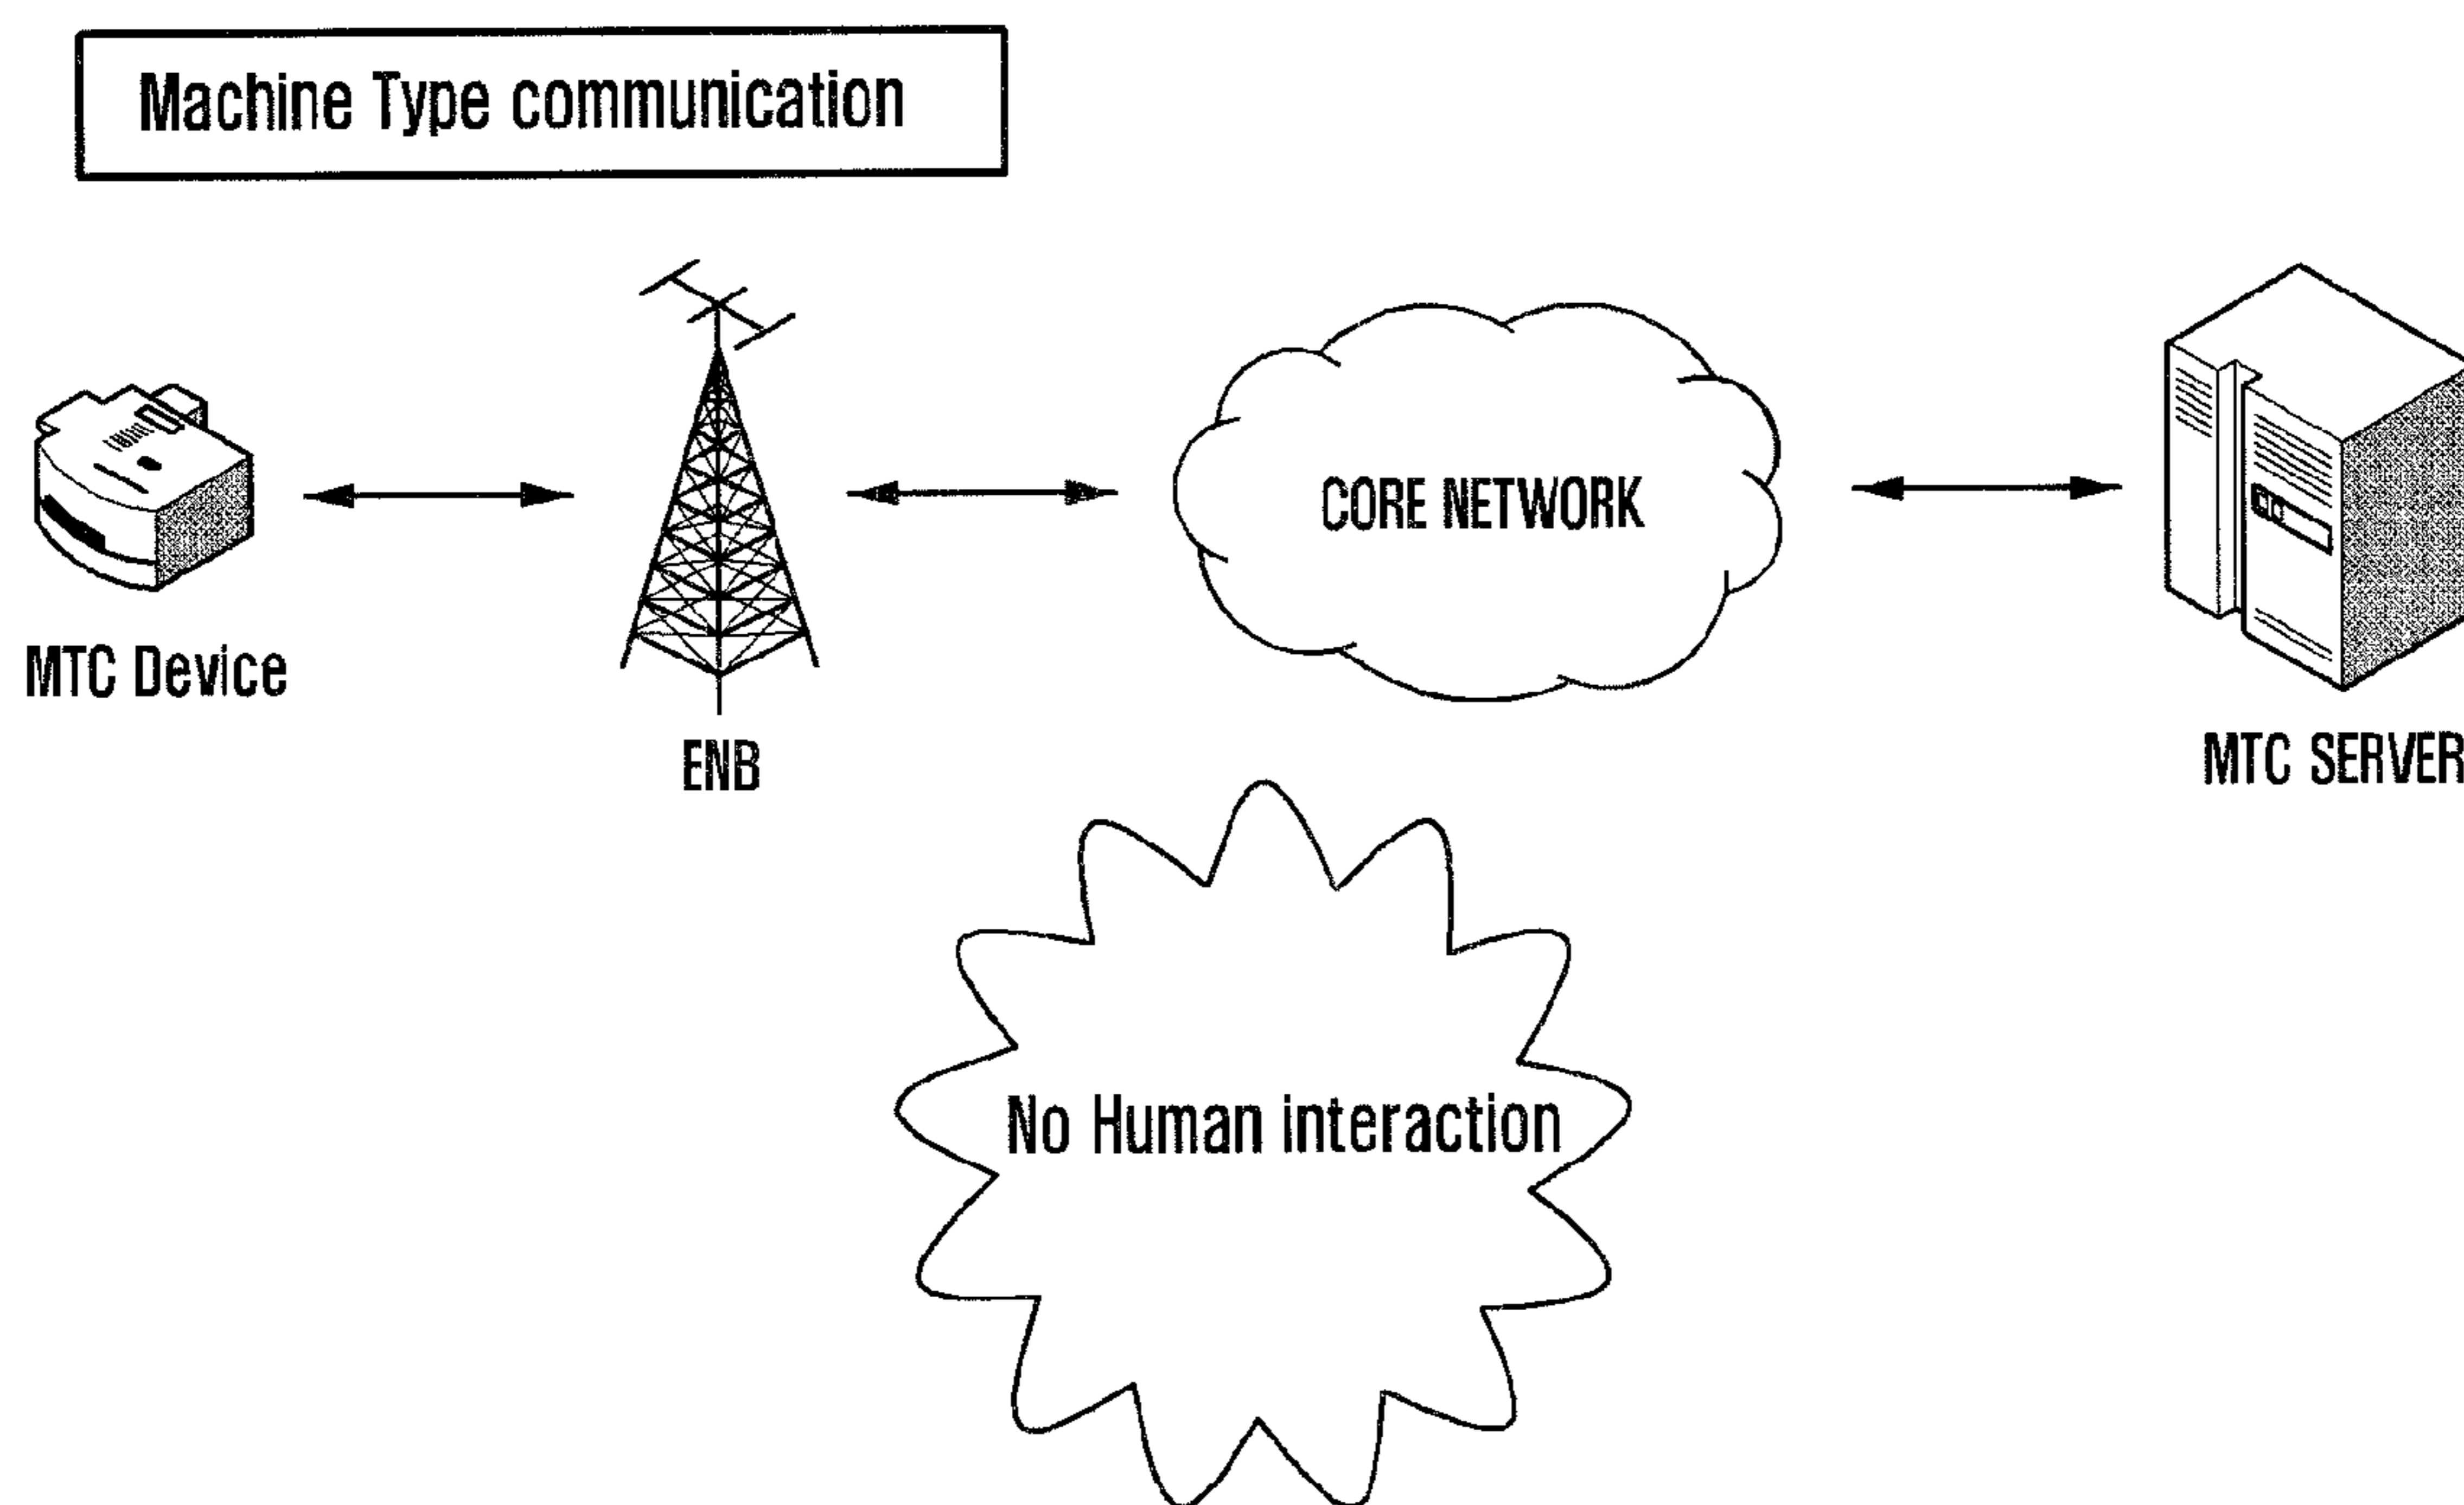 Machine Type communication
CORE NETWORK
MTC Device
ENB
MTC SERVER
No Human interaction